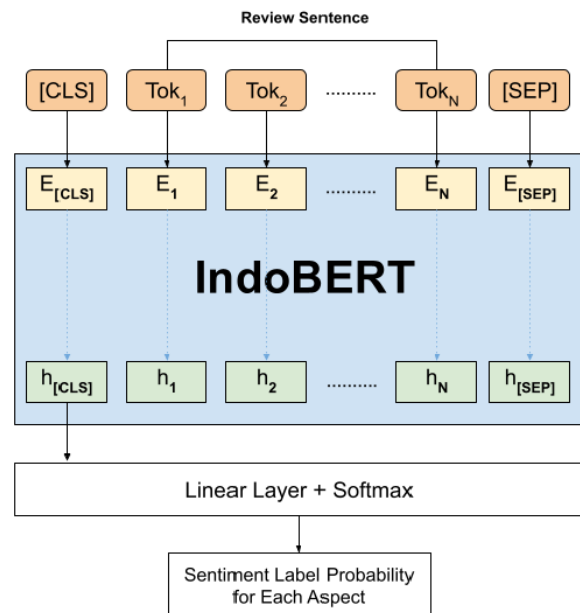 Review Sentence
[CLS] Tok1 Tok2 .......... TokN [SEP]
E[CLS] E1 E2 .......... EN E[SEP]
IndoBERT
h[CLS] h1 h2 .......... hN h[SEP]
Linear Layer + Softmax
Sentiment Label Probability
for Each Aspect